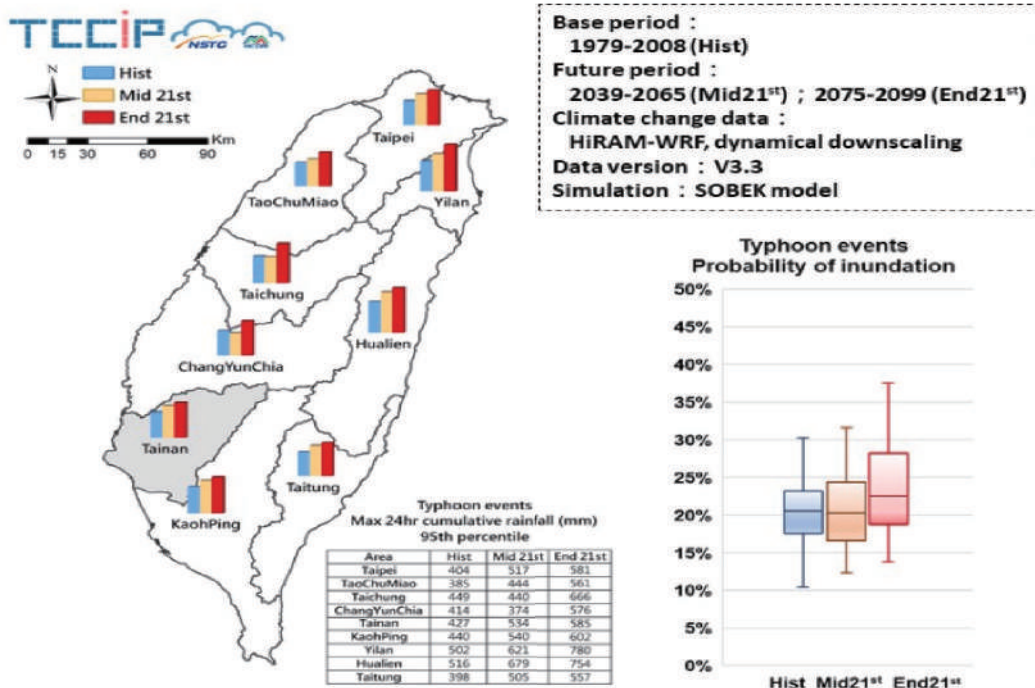 TCCiP
NSTC
N
Hist
Mid 21st
End 21st
Km
0 15 30 60 90
Taipei
TaoChuMiao
Yilan
Taichung
Hualien
ChangYunChia
Tainan
Taitung
KaohPing
Typhoon events
Max 24hr cumulative rainfall (mm)
95th percentile
Area Hist Mid 21st End 21st
Taipei 404 517 581
TaoChuMiao 385 444 561
Taichung 449 440 666
ChangYunChia 414 374 576
Tainan 427 534 585
KaohPing 440 540 602
Yilan 502 621 780
Hualien 516 679 754
Taitung 398 505 557
Base period :
1979-2008 (Hist)
Future period :
2039-2065 (Mid21st) ; 2075-2099 (End21st)
Climate change data :
HiRAM-WRF, dynamical downscaling
Data version : V3.3
Simulation : SOBEK model
Typhoon events
Probability of inundation
50%
45%
40%
35%
30%
25%
20%
15%
10%
5%
0%
Hist Mid21st End21st